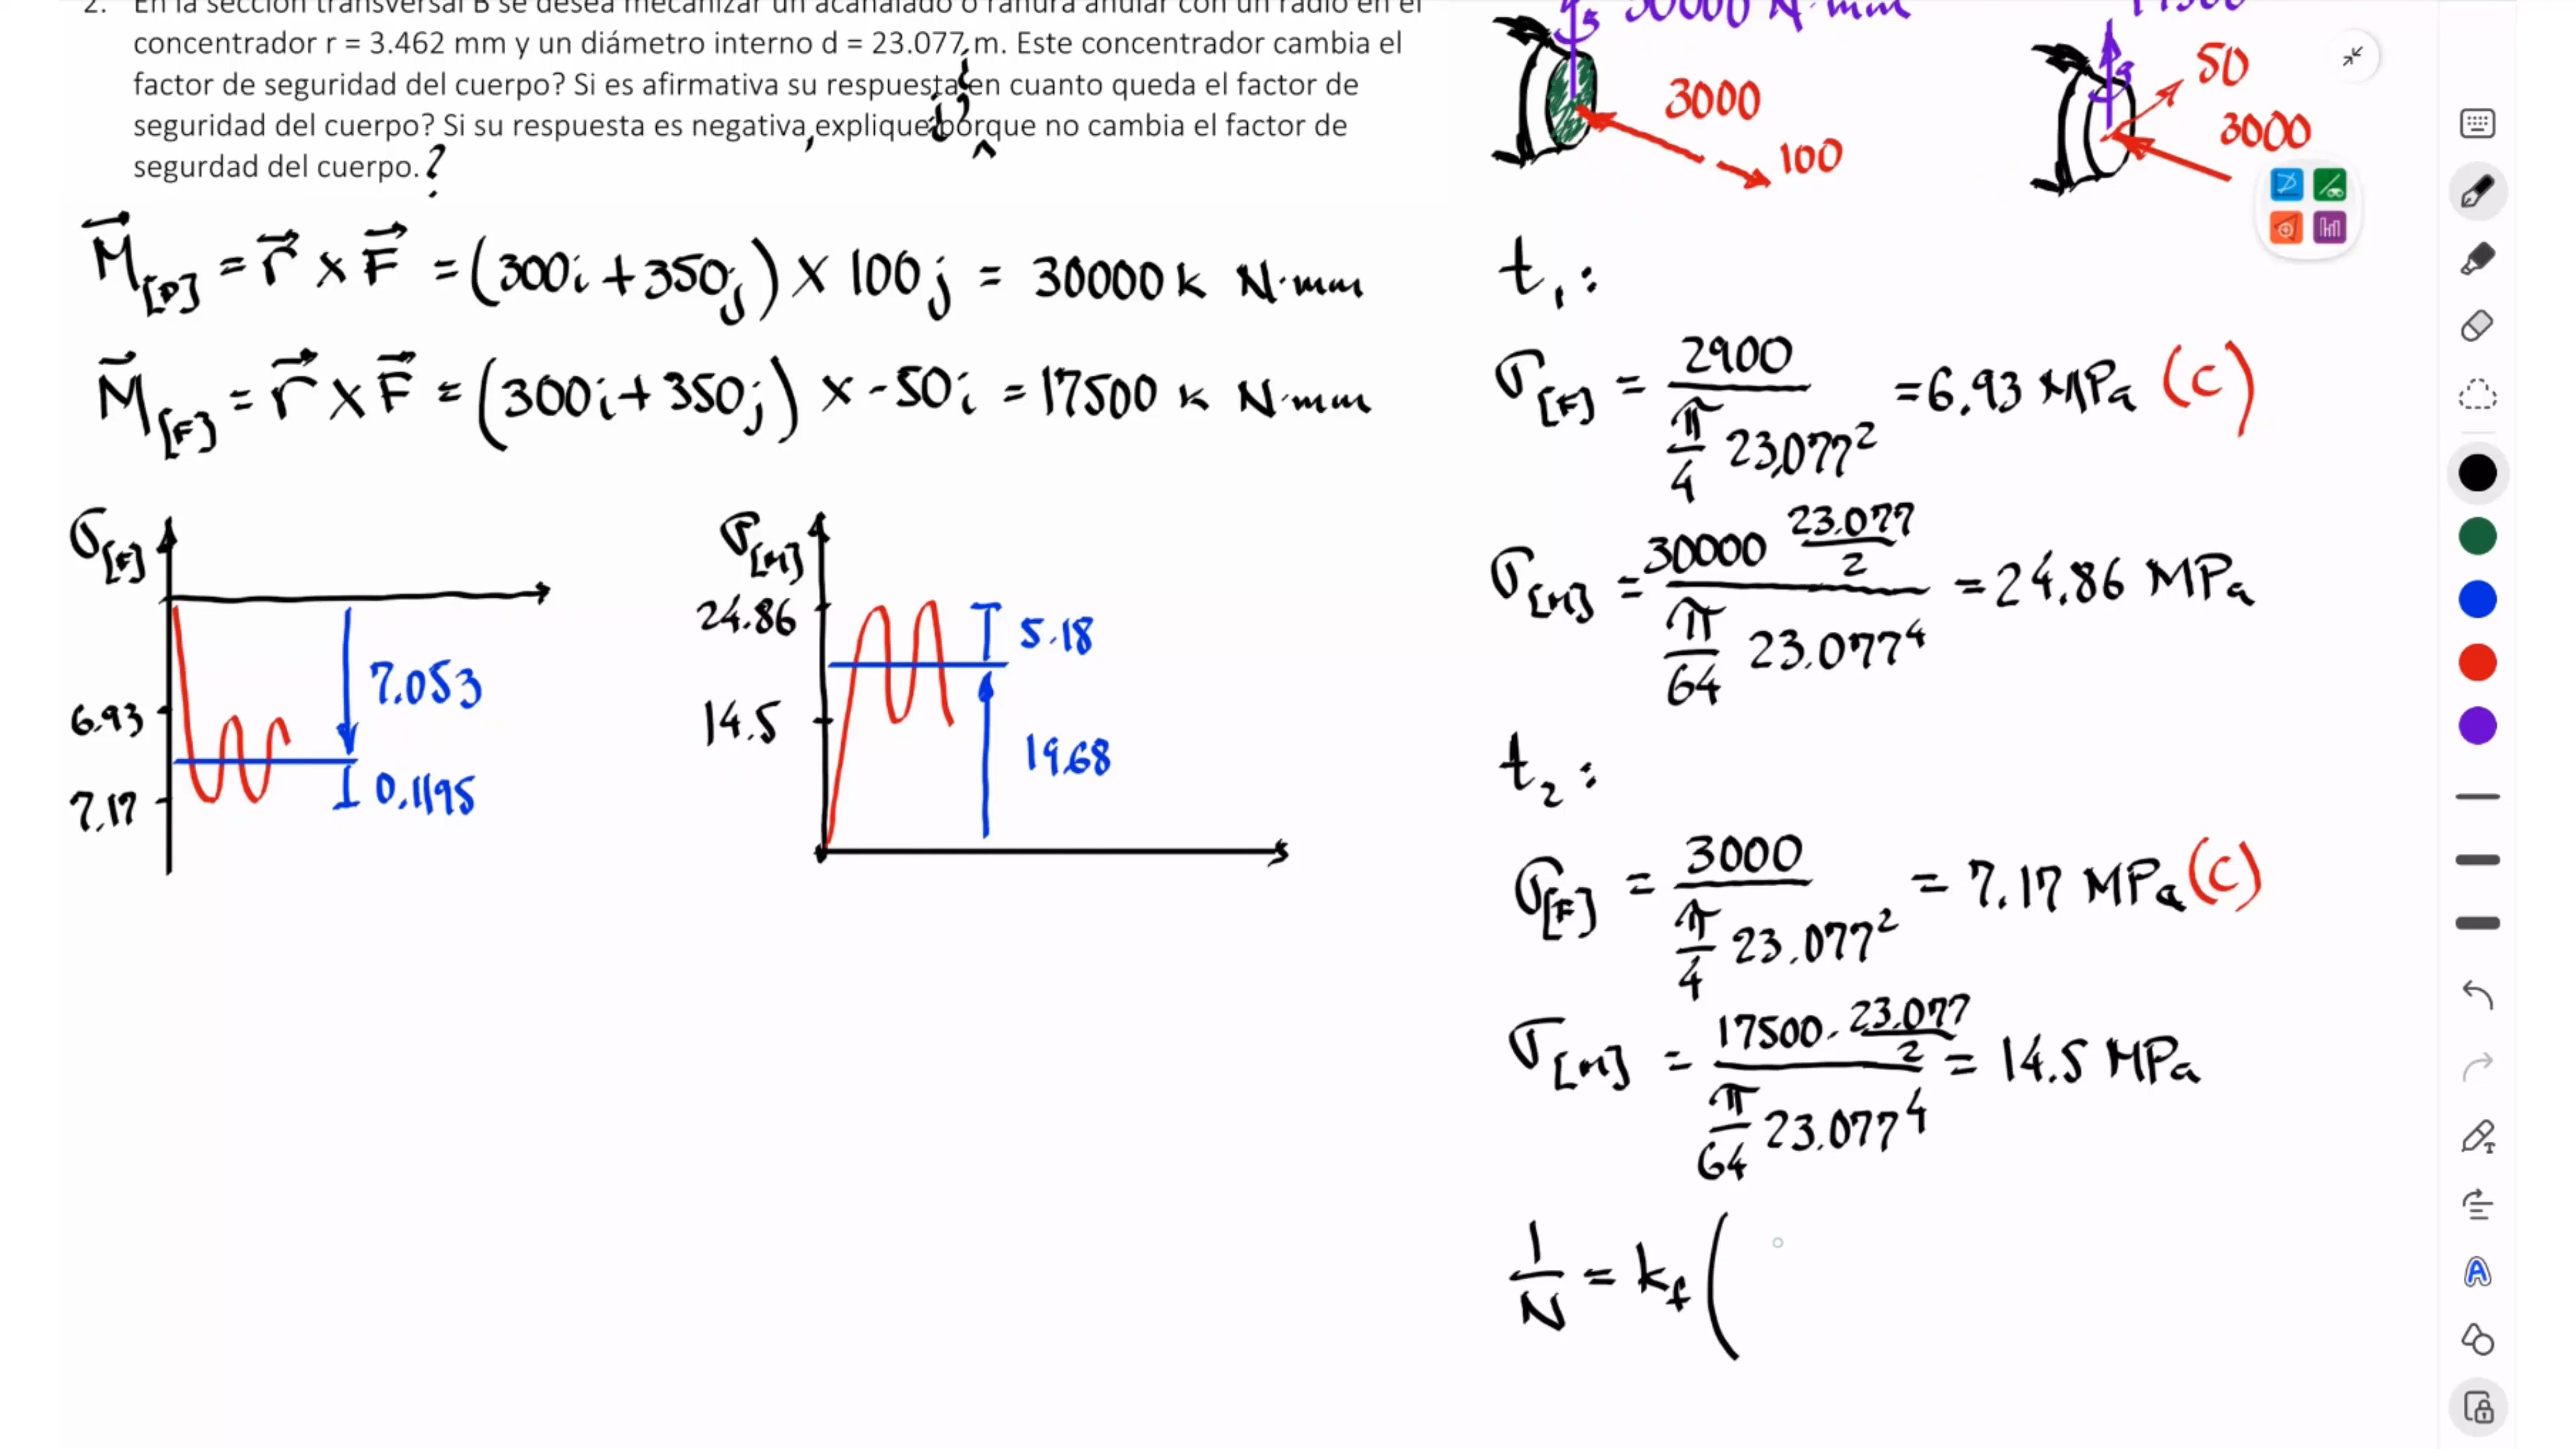 2. En la sección transversal B se desea mecanizar un acanalado o ranura anular con un radio en el
concentrador r = 3.462 mm y un diámetro interno d = 23.077 m. Este concentrador cambia el
factor de seguridad del cuerpo? Si es afirmativa su respuesta ¿en cuanto queda el factor de
seguridad del cuerpo? Si su respuesta es negativa, explique ¿porque no cambia el factor de
segurdad del cuerpo.?
30000 N·mm
3000
100
17500
50
3000
M[D] = r x F = (300i + 350j) x 100j = 30000 k N·mm
M[F] = r x F = (300i + 350j) x -50i = 17500 k N·mm
σ[F]
6.93
7.17
7.053
0.1195
σ[M]
24.86
14.5
5.18
19.68
t1:
σ[F] = 2900 / (π/4 23,077²) = 6.93 MPa (C)
σ[M] = 30000 23.077/2 / (π/64 23.077⁴) = 24.86 MPa
t2:
σ[F] = 3000 / (π/4 23.077²) = 7.17 MPa (C)
σ[M] = 17500 · 23.077/2 / (π/64 23.077⁴) = 14.5 MPa
1/N = kf (